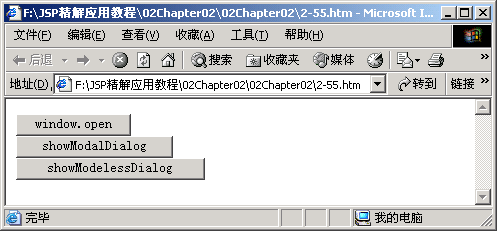 F:\JSP精解应用教程\02Chapter02\02Chapter02\2-55.htm - Microsoft I...
文件(F) 编辑(E) 查看(V) 收藏(A) 工具(T) 帮助(H)
后退 搜索 收藏夹 媒体 »
地址(D) F:\JSP精解应用教程\02Chapter02\02Chapter02\2-55.htm 转到 链接 »
window.open
showModalDialog
showModelessDialog
完毕 我的电脑